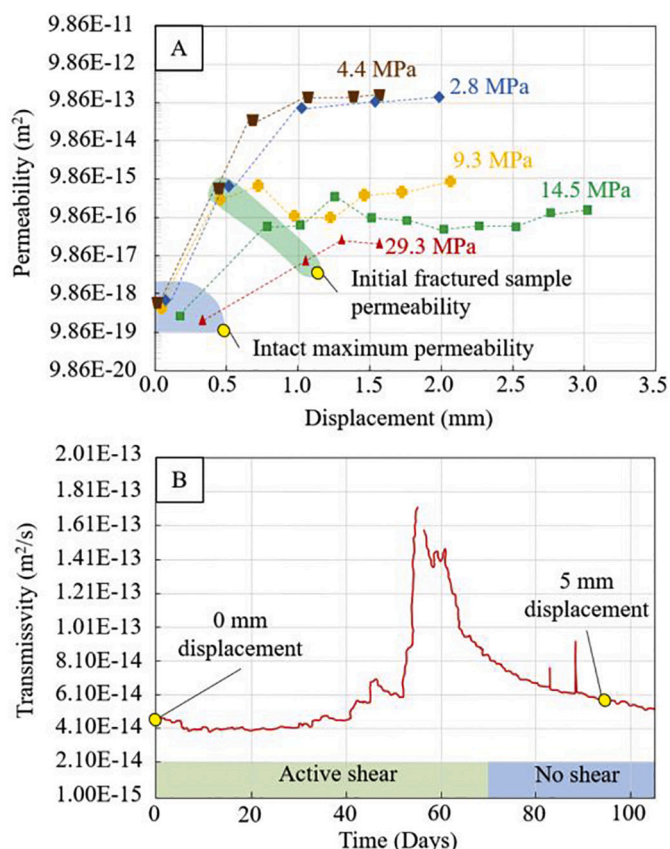 A
9.86E-11
9.86E-12
9.86E-13
9.86E-14
9.86E-15
9.86E-16
9.86E-17
9.86E-18
9.86E-19
9.86E-20
Permeability (m²)
4.4 MPa
2.8 MPa
9.3 MPa
14.5 MPa
29.3 MPa
Initial fractured sample
permeability
Intact maximum permeability
0.0 0.5 1.0 1.5 2.0 2.5 3.0 3.5
Displacement (mm)
B
2.01E-13
1.81E-13
1.61E-13
1.41E-13
1.21E-13
1.01E-13
8.10E-14
6.10E-14
4.10E-14
2.10E-14
1.00E-15
Transmissvity (m²/s)
0 mm
displacement
5 mm
displacement
Active shear
No shear
0 20 40 60 80 100
Time (Days)